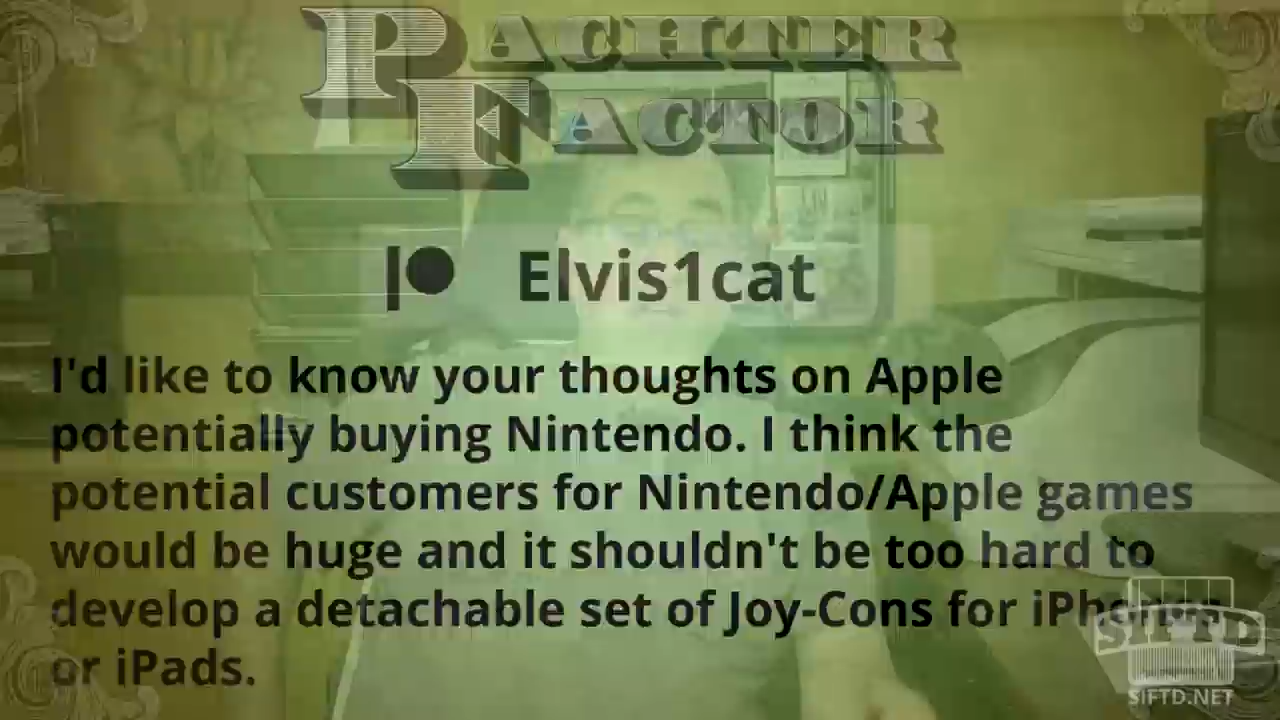 PACHTER
FACTOR
Elvis1cat
I'd like to know your thoughts on Apple
potentially buying Nintendo. I think the
potential customers for Nintendo/Apple games
would be huge and it shouldn't be too hard to
develop a detachable set of Joy-Cons for iPhones
or iPads.
SIFTD
SIFTD.NET